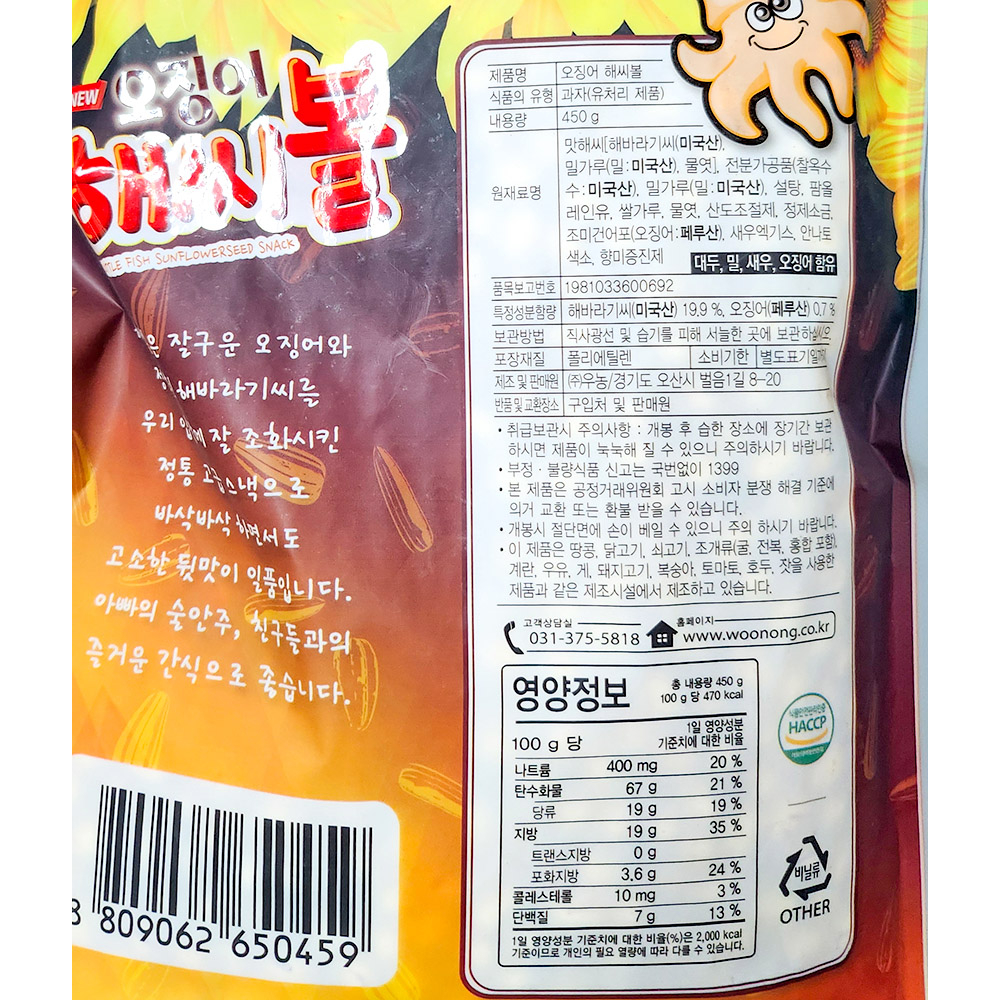 NEW
오징어
해씨볼
FISH SUNFLOWERSEED SNACK
잘구운 오징어와
해바라기씨를
우리 입에 잘 조화시킨
정통 고급스낵으로
바삭바삭하면서도
고소한 뒷맛이 일품입니다.
아빠의 술안주, 친구들과의
즐거운 간식으로 좋습니다.
8 809062 650459
제품명 오징어 해씨볼
식품의 유형 과자(유처리 제품)
내용량 450 g
원재료명
맛해씨[해바라기씨(미국산),
밀가루(밀:미국산), 물엿], 전분가공품(찰옥수
수:미국산), 밀가루(밀:미국산), 설탕, 팜올
레인유, 쌀가루, 물엿, 산도조절제, 정제소금,
조미건어포(오징어:페루산), 새우엑기스, 안나토
색소, 향미증진제 대두, 밀, 새우, 오징어 함유
품목보고번호 1981033600692
특정성분함량 해바라기씨(미국산) 19.9 %, 오징어(페루산) 0.7 %
보관방법 직사광선 및 습기를 피해 서늘한 곳에 보관하십시오
포장재질 폴리에틸렌 소비기한 별도표기일까지
제조 및 판매원 ㈜우농/경기도 오산시 벌음1길 8-20
반품 및 교환장소 구입처 및 판매원
• 취급보관시 주의사항 : 개봉 후 습한 장소에 장기간 보관
하시면 제품이 눅눅해 질 수 있으니 주의하시기 바랍니다.
• 부정 · 불량식품 신고는 국번없이 1399
• 본 제품은 공정거래위원회 고시 소비자 분쟁 해결 기준에
의거 교환 또는 환불 받을 수 있습니다.
• 개봉시 절단면에 손이 베일 수 있으니 주의 하시기 바랍니다.
• 이 제품은 땅콩, 닭고기, 쇠고기, 조개류(굴, 전복, 홍합 포함),
계란, 우유, 게, 돼지고기, 복숭아, 토마토, 호두, 잣을 사용한
제품과 같은 제조시설에서 제조하고 있습니다.
고객상담실 031-375-5818 홈페이지 www.woonong.co.kr
영양정보 총 내용량 450 g
100 g 당 470 kcal
100 g 당 1일 영양성분
기준치에 대한 비율
나트륨 400 mg 20 %
탄수화물 67 g 21 %
당류 19 g 19 %
지방 19 g 35 %
트랜스지방 0 g
포화지방 3.6 g 24 %
콜레스테롤 10 mg 3 %
단백질 7 g 13 %
1일 영양성분 기준치에 대한 비율(%)은 2,000 kcal
기준이므로 개인의 필요 열량에 따라 다를 수 있습니다.
HACCP
비닐류
OTHER